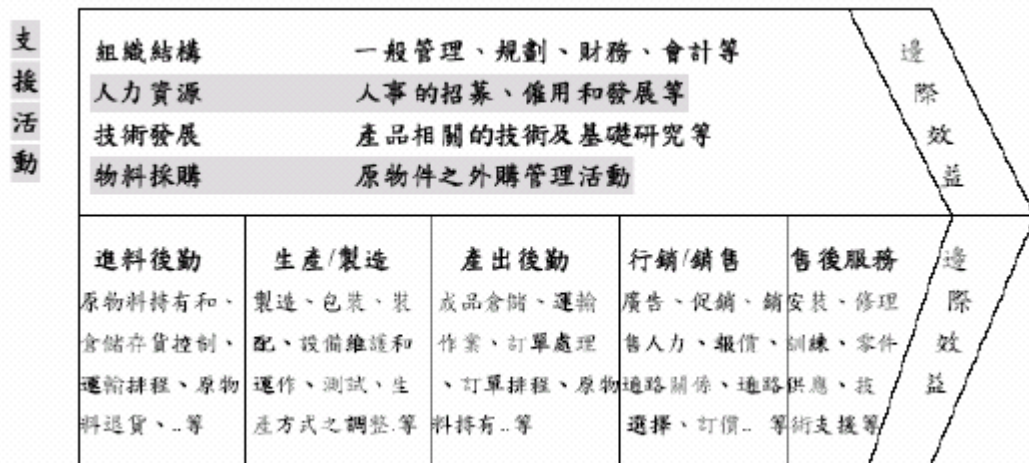 支援活動
組織結構 一般管理、規劃、財務、會計等
人力資源 人事的招募、僱用和發展等
技術發展 產品相關的技術及基礎研究等
物料採購 原物件之外購管理活動
邊際效益
進料後勤
原物料持有和、
倉儲存貨控制、
運輸排程、原物
料退貨、..等
生產/製造
製造、包裝、裝
配、設備維護和
運作、測試、生
產方式之調整.等
產出後勤
成品倉儲、運輸
作業、訂單處理
、訂單排程、原物
料持有..等
行銷/銷售
廣告、促銷、銷
售人力、報價、
通路關係、通路
選擇、訂價.. 等
售後服務
安裝、修理
訓練、零件
供應、技
術支援等
邊際效益